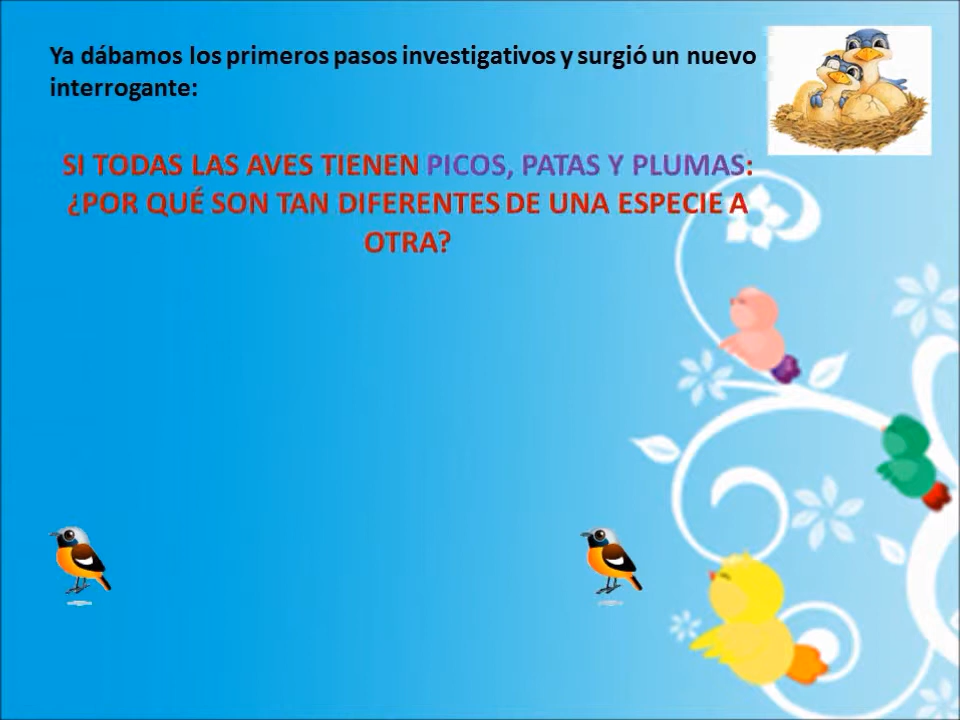 Ya dábamos los primeros pasos investigativos y surgió un nuevo
interrogante:
SI TODAS LAS AVES TIENEN PICOS, PATAS Y PLUMAS:
¿POR QUÉ SON TAN DIFERENTES DE UNA ESPECIE A
OTRA?